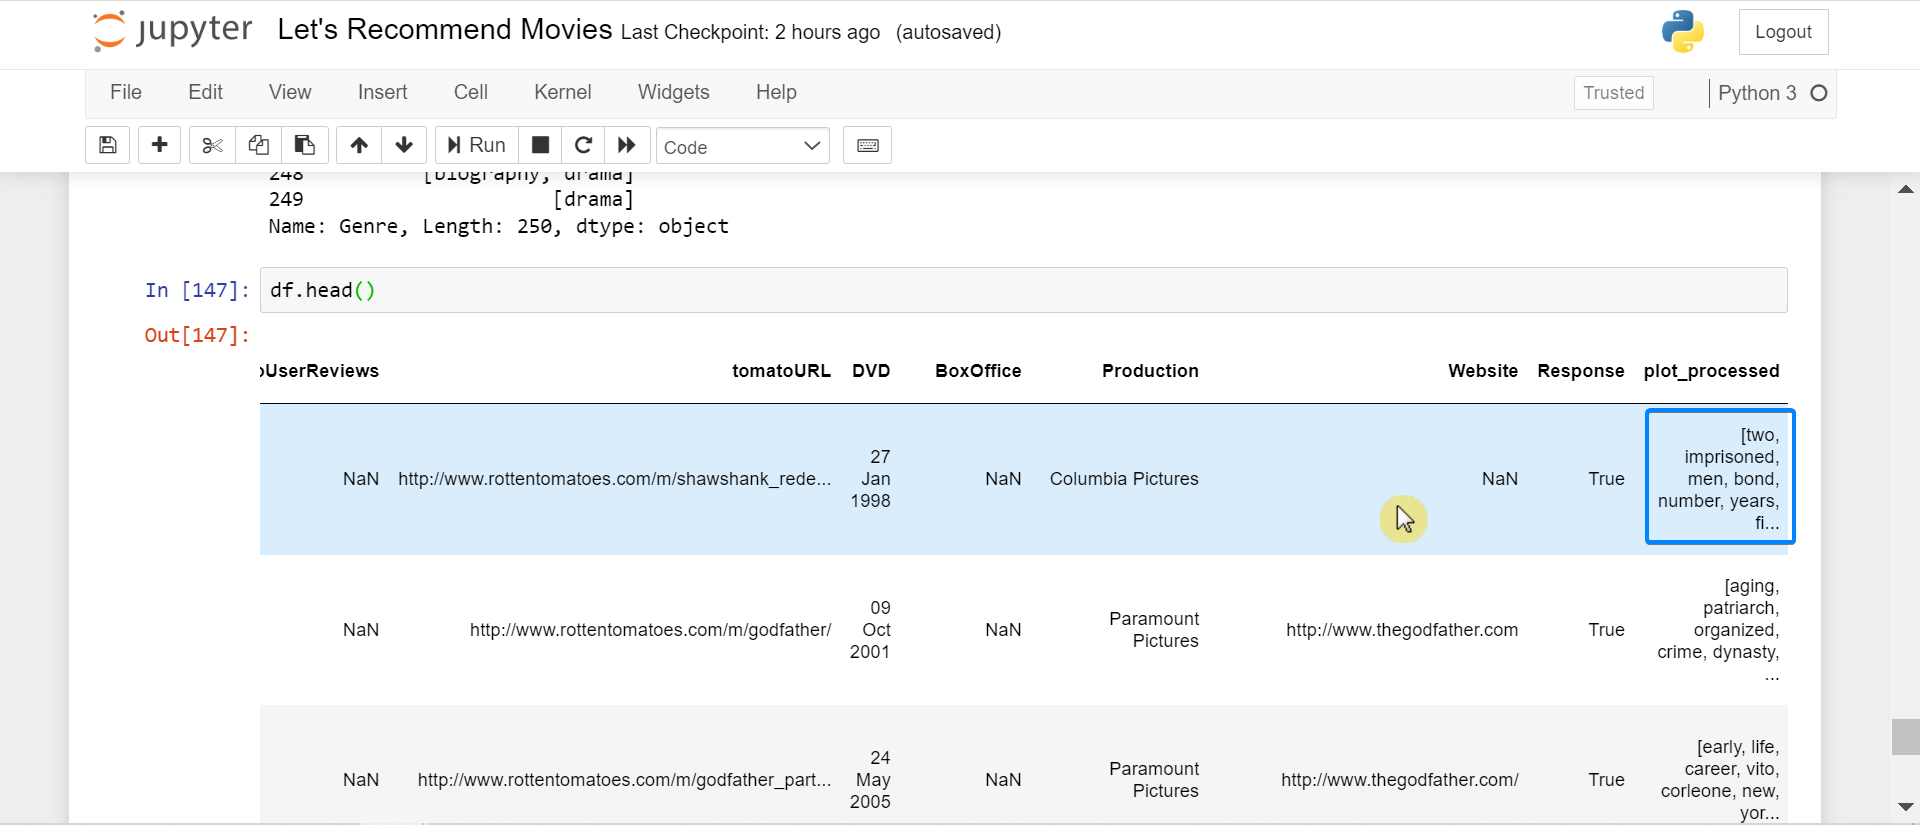 jupyter Let's Recommend Movies Last Checkpoint: 2 hours ago (autosaved) Logout
File Edit View Insert Cell Kernel Widgets Help Trusted Python 3
Run Code
248 [biography, drama]
249 [drama]
Name: Genre, Length: 250, dtype: object
In [147]: df.head()
Out[147]:
oUserReviews tomatoURL DVD BoxOffice Production Website Response plot_processed
NaN http://www.rottentomatoes.com/m/shawshank_rede... 27 Jan 1998 NaN Columbia Pictures NaN True [two, imprisoned, men, bond, number, years, fi...
NaN http://www.rottentomatoes.com/m/godfather/ 09 Oct 2001 NaN Paramount Pictures http://www.thegodfather.com True [aging, patriarch, organized, crime, dynasty, ...
NaN http://www.rottentomatoes.com/m/godfather_part... 24 May 2005 NaN Paramount Pictures http://www.thegodfather.com/ True [early, life, career, vito, corleone, new, yor...